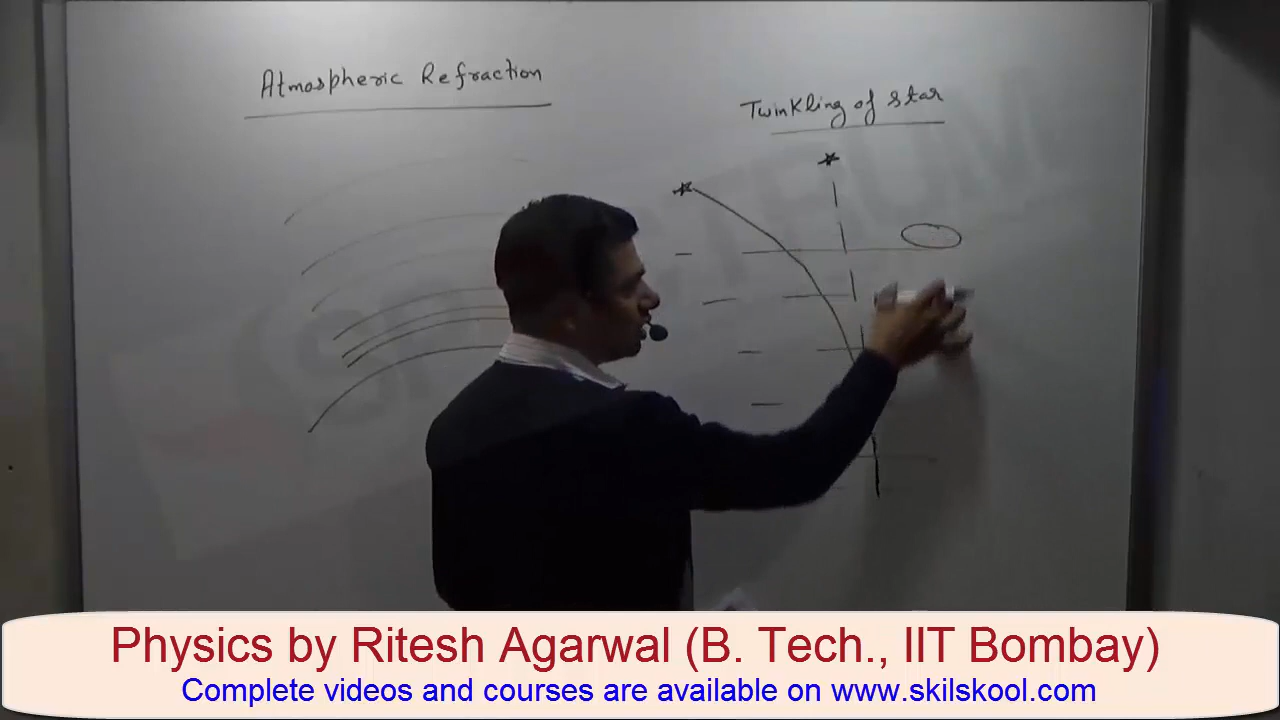 Atmospheric Refraction
Twinkling of star
SPECTRUM
Physics by Ritesh Agarwal (B. Tech., IIT Bombay)
Complete videos and courses are available on www.skilskool.com